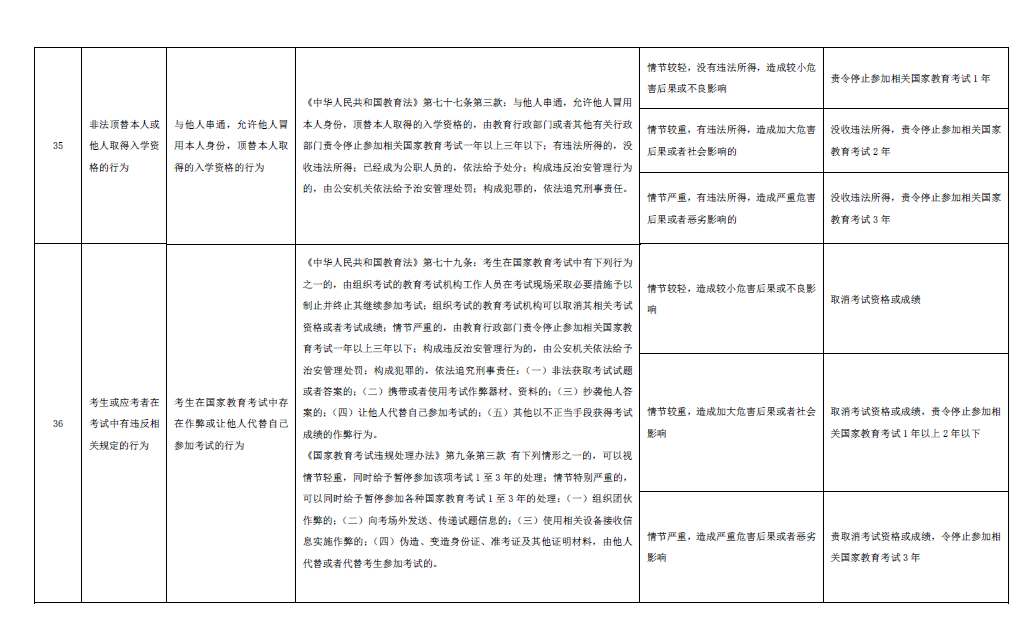 35
非法顶替本人或
他人取得入学资
格的行为
与他人串通，允许他人冒
用本人身份，顶替本人取
得的入学资格的行为
《中华人民共和国教育法》第七十七条第三款：与他人串通，允许他人冒用
本人身份，顶替本人取得的入学资格的，由教育行政部门或者其他有关行政
部门责令停止参加相关国家教育考试一年以上三年以下；有违法所得的，没
收违法所得；已经成为公职人员的，依法给予处分；构成违反治安管理行为
的，由公安机关依法给予治安管理处罚；构成犯罪的，依法追究刑事责任。
情节较轻，没有违法所得，造成较小危
害后果或不良影响
责令停止参加相关国家教育考试1年
情节较重，有违法所得，造成加大危害
后果或者社会影响的
没收违法所得，责令停止参加相关国家
教育考试2年
情节严重，有违法所得，造成严重危害
后果或者恶劣影响的
没收违法所得，责令停止参加相关国家
教育考试3年
36
考生或应考者在
考试中有违反相
关规定的行为
考生在国家教育考试中存
在作弊或让他人代替自己
参加考试的行为
《中华人民共和国教育法》第七十九条：考生在国家教育考试中有下列行为
之一的，由组织考试的教育考试机构工作人员在考试现场采取必要措施予以
制止并终止其继续参加考试；组织考试的教育考试机构可以取消其相关考试
资格或者考试成绩；情节严重的，由教育行政部门责令停止参加相关国家教
育考试一年以上三年以下；构成违反治安管理行为的，由公安机关依法给予
治安管理处罚；构成犯罪的，依法追究刑事责任：（一）非法获取考试试题
或者答案的；（二）携带或者使用考试作弊器材、资料的；（三）抄袭他人答
案的；（四）让他人代替自己参加考试的；（五）其他以不正当手段获得考试
成绩的作弊行为。
《国家教育考试违规处理办法》第九条第三款 有下列情形之一的，可以视
情节轻重，同时给予暂停参加该项考试1至3年的处理；情节特别严重的，
可以同时给予暂停参加各种国家教育考试1至3年的处理：（一）组织团伙
作弊的；（二）向考场外发送、传递试题信息的；（三）使用相关设备接收信
息实施作弊的；（四）伪造、变造身份证、准考证及其他证明材料，由他人
代替或者代替考生参加考试的。
情节较轻，造成较小危害后果或不良影
响
取消考试资格或成绩
情节较重，造成加大危害后果或者社会
影响
取消考试资格或成绩，责令停止参加相
关国家教育考试1年以上2年以下
情节严重，造成严重危害后果或者恶劣
影响
责取消考试资格或成绩，令停止参加相
关国家教育考试3年